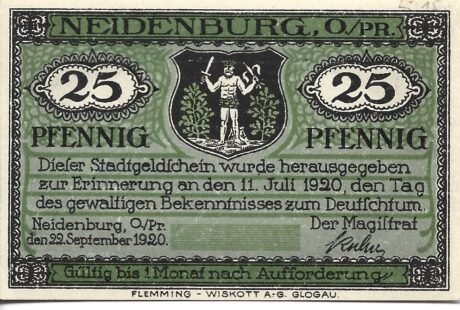 NEIDENBURG, O/PR.
25 25
PFENNIG PFENNIG
Dieser Stadtgeldschein wurde herausgegeben
zur Erinnerung an den 11. Juli 1920, den Tag
des gewaltigen Bekenntnisses zum Deutschtum.
Neidenburg, O/Pr. Der Magistrat
den 22. September 1920.
Gültig bis 1 Monat nach Aufforderung
FLEMMING - WISKOTT A.-G. GLOGAU.